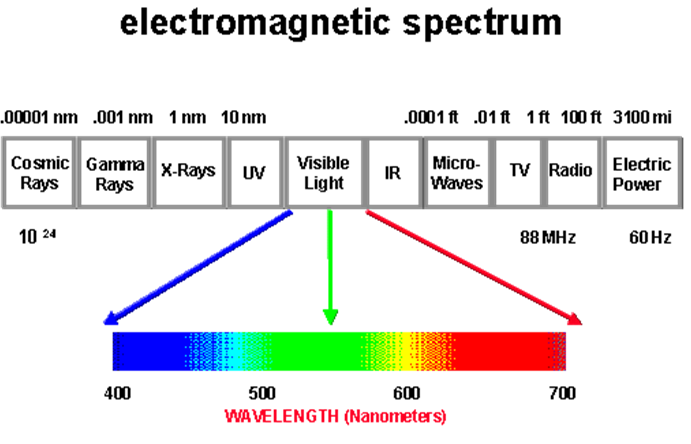 electromagnetic spectrum
.00001 nm .001 nm 1 nm 10 nm .0001 ft .01 ft 1 ft 100 ft 3100 mi
Cosmic Rays
Gamma Rays
X-Rays
UV
Visible Light
IR
Micro-
Waves
TV
Radio
Electric Power
10 24
88 MHz
60 Hz
400 500 600 700
WAVELENGTH (Nanometers)